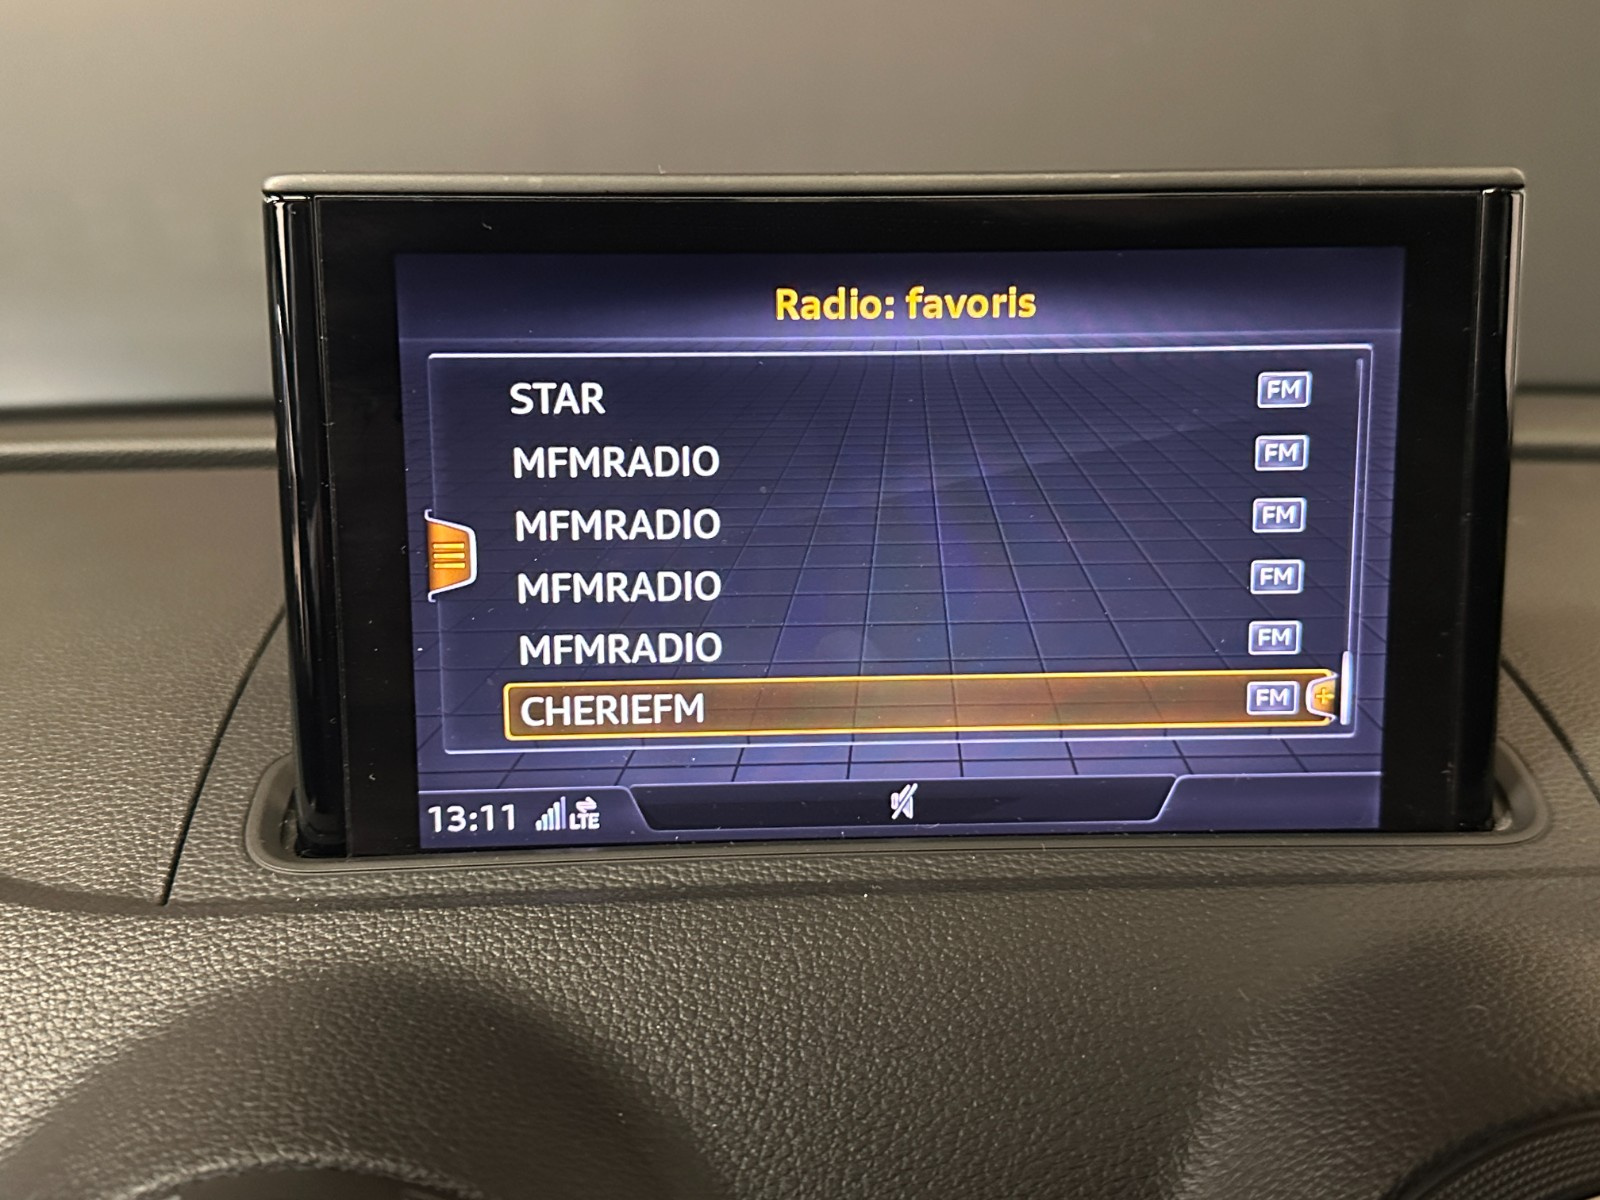 Radio: favoris
STAR FM
MFMRADIO FM
MFMRADIO FM
MFMRADIO FM
MFMRADIO FM
CHERIEFM FM
13:11 LTE